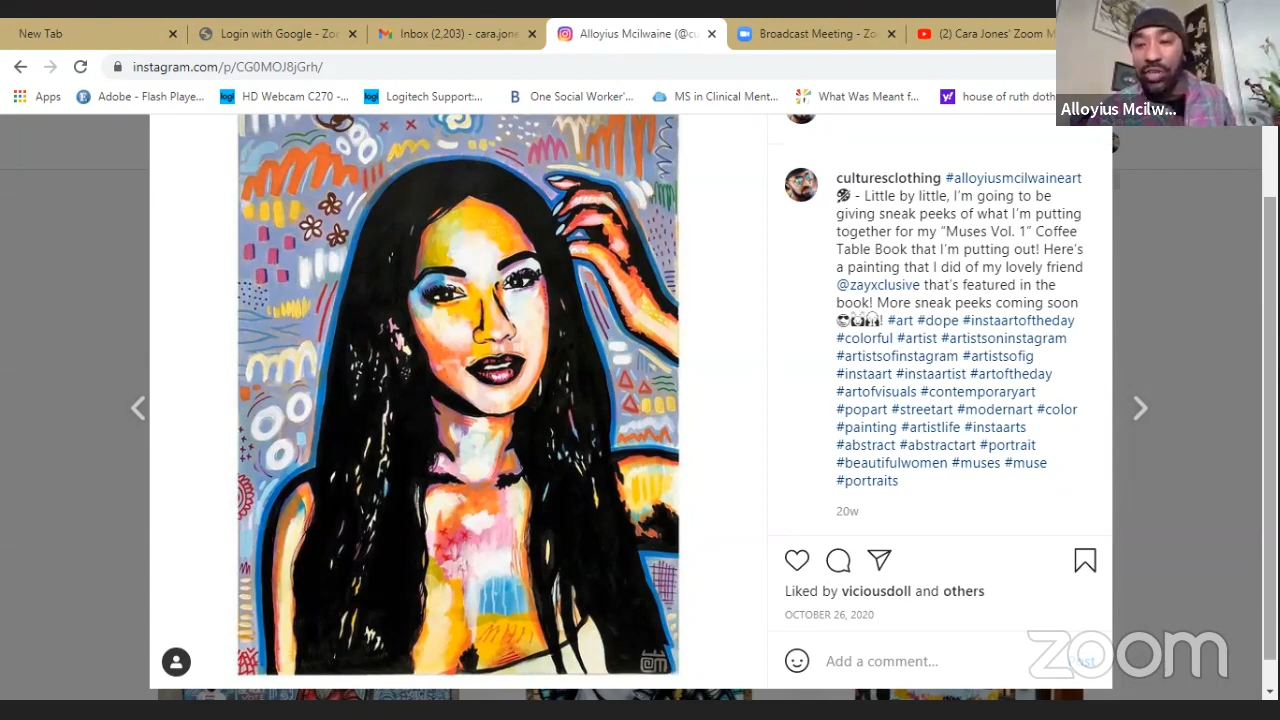 New Tab
Login with Google - Zoo
Inbox (2,203) - cara.jone
Alloyius Mcilwaine (@cu
Broadcast Meeting - Zo
(2) Cara Jones' Zoom M
instagram.com/p/CG0MOJ8jGrh/
Apps
Adobe - Flash Playe...
logi
HD Webcam C270 -...
logi
Logitech Support:...
B
One Social Worker'...
MS in Clinical Ment...
What Was Meant f...
y!
house of ruth doth
Alloyius Mcilw...
culturesclothing #alloyiusmcilwaineart
- Little by little, I'm going to be
giving sneak peeks of what I'm putting
together for my “Muses Vol. 1” Coffee
Table Book that I'm putting out! Here's
a painting that I did of my lovely friend
@zayxclusive that's featured in the
book! More sneak peeks coming soon
! #art #dope #instaartoftheday
#colorful #artist #artistsoninstagram
#artistsofinstagram #artistsofig
#instaart #instaartist #artoftheday
#artofvisuals #contemporaryart
#popart #streetart #modernart #color
#painting #artistlife #instaarts
#abstract #abstractart #portrait
#beautifulwomen #muses #muse
#portraits
20w
Liked by viciousdoll and others
OCTOBER 26, 2020
Add a comment...
Post
zoom